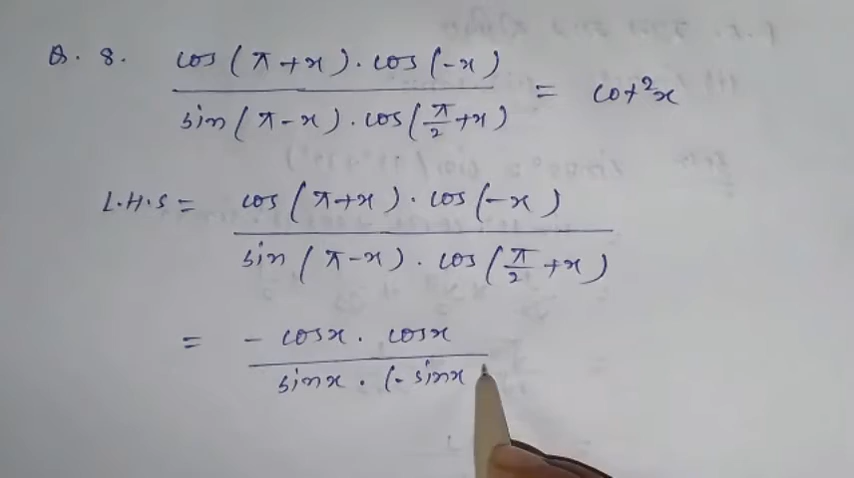 Q. 8. cos(π+x). cos(-x)
sin(π-x). cos(π/2+x) = cot²x
L.H.S = cos(π+x). cos(-x)
sin(π-x). cos(π/2+x)
= - cosx. cosx
sinx. (- sinx